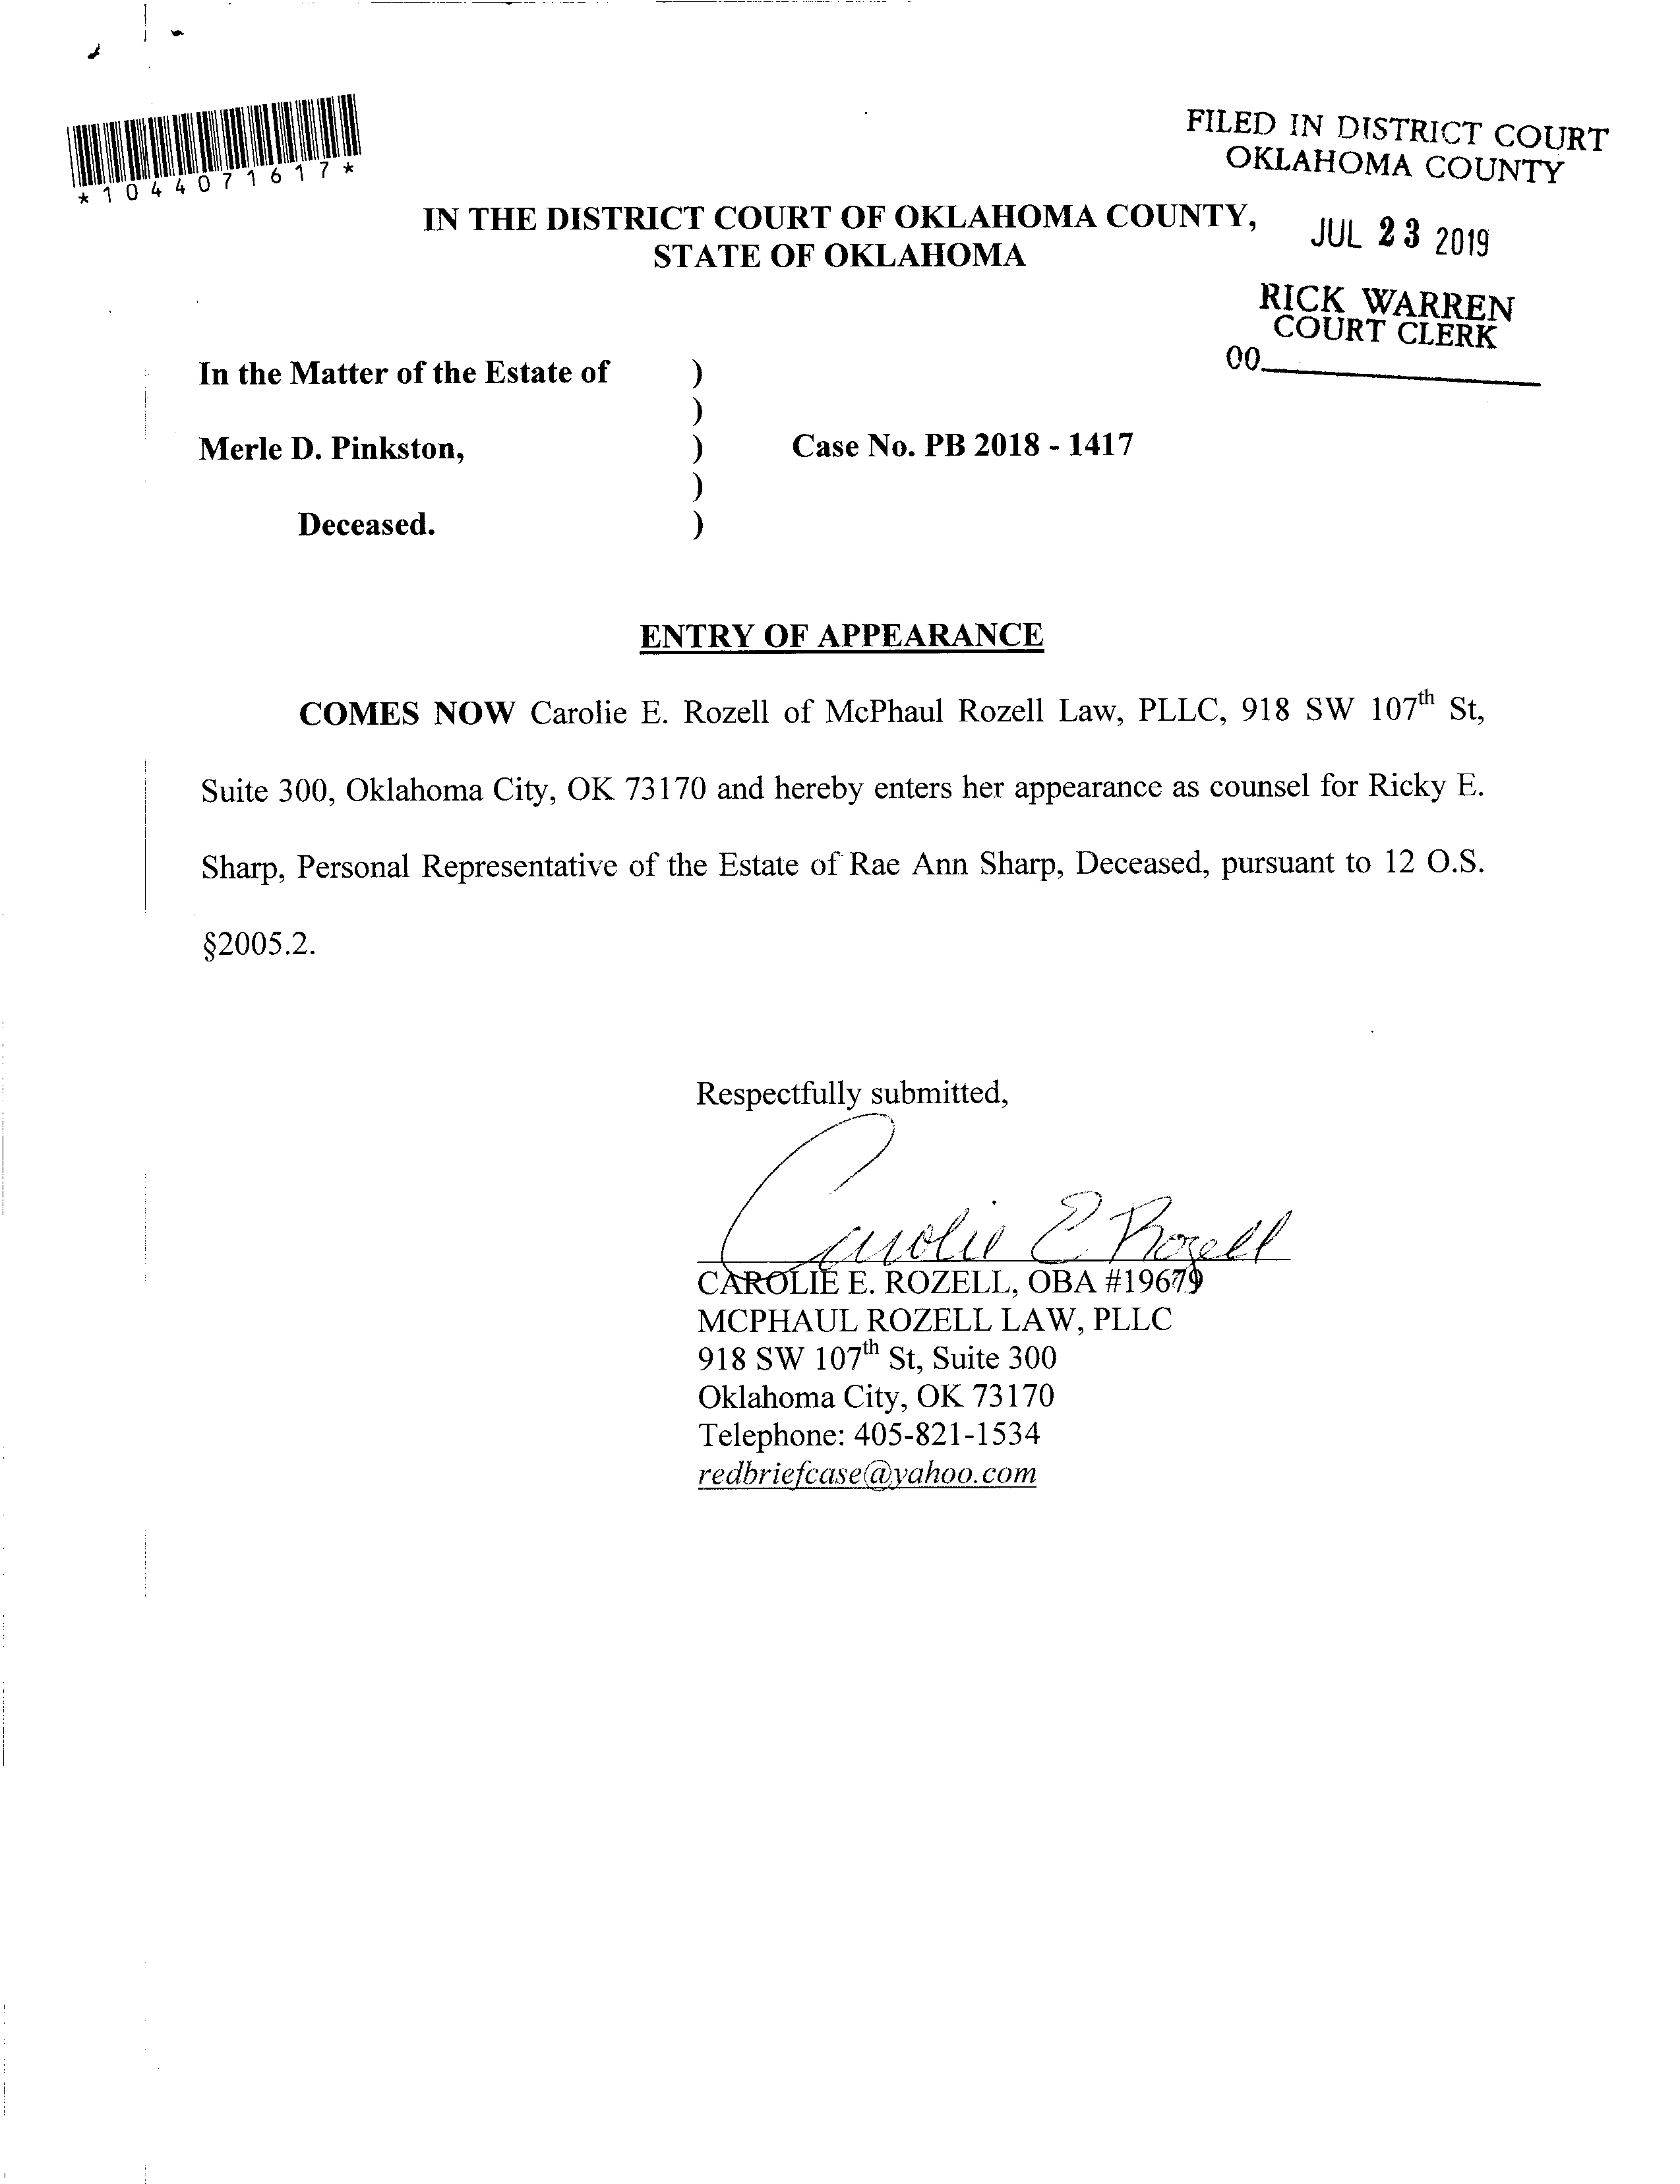 *1044071617*
FILED IN DISTRICT COURT
OKLAHOMA COUNTY
JUL 23 2019
RICK WARREN
COURT CLERK
00
IN THE DISTRICT COURT OF OKLAHOMA COUNTY,
STATE OF OKLAHOMA
In the Matter of the Estate of )
)
Merle D. Pinkston, ) Case No. PB 2018 - 1417
)
Deceased. )
ENTRY OF APPEARANCE
COMES NOW Carolie E. Rozell of McPhaul Rozell Law, PLLC, 918 SW 107th St,
Suite 300, Oklahoma City, OK 73170 and hereby enters her appearance as counsel for Ricky E.
Sharp, Personal Representative of the Estate of Rae Ann Sharp, Deceased, pursuant to 12 O.S.
§2005.2.
Respectfully submitted,
Carolie E Rozell
CAROLIE E. ROZELL, OBA #19679
MCPHAUL ROZELL LAW, PLLC
918 SW 107th St, Suite 300
Oklahoma City, OK 73170
Telephone: 405-821-1534
redbriefcase@yahoo.com